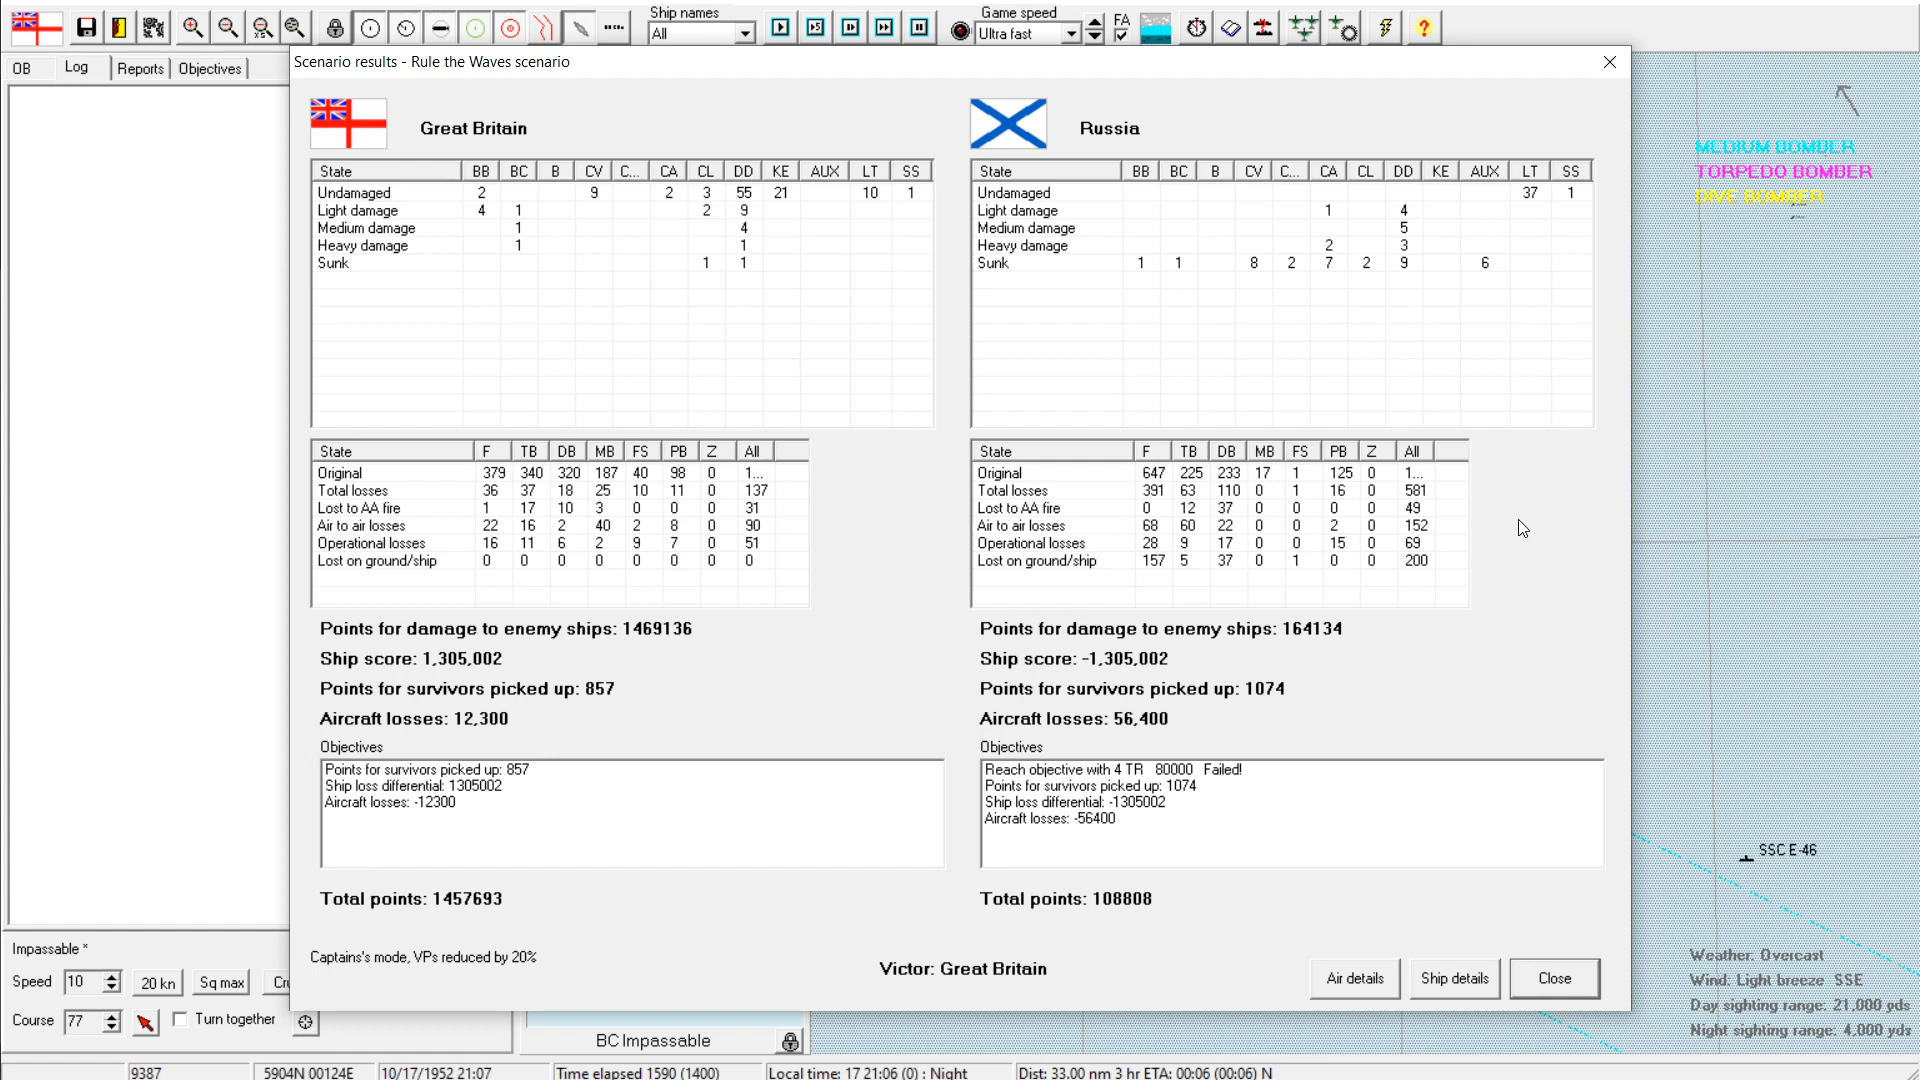 Ship names
All
Game speed
Ultra fast
FA
OB
Log
Reports
Objectives
Scenario results - Rule the Waves scenario
Great Britain
State BB BC B CV C... CA CL DD KE AUX LT SS
Undamaged 2 9 2 3 55 21 10 1
Light damage 4 1 2 9
Medium damage 1 4
Heavy damage 1 1
Sunk 1 1
State F TB DB MB FS PB Z All
Original 379 340 320 187 40 98 0 1...
Total losses 36 37 18 25 10 11 0 137
Lost to AA fire 1 17 10 3 0 0 0 31
Air to air losses 22 16 2 40 2 8 0 90
Operational losses 16 11 6 2 9 7 0 51
Lost on ground/ship 0 0 0 0 0 0 0 0
Points for damage to enemy ships: 1469136
Ship score: 1,305,002
Points for survivors picked up: 857
Aircraft losses: 12,300
Objectives
Points for survivors picked up: 857
Ship loss differential: 1305002
Aircraft losses: -12300
Total points: 1457693
Russia
State BB BC B CV C... CA CL DD KE AUX LT SS
Undamaged 37 1
Light damage 1 4
Medium damage 5
Heavy damage 2 3
Sunk 1 1 8 2 7 2 9 6
State F TB DB MB FS PB Z All
Original 647 225 233 17 1 125 0 1...
Total losses 391 63 110 0 1 16 0 581
Lost to AA fire 0 12 37 0 0 0 0 49
Air to air losses 68 60 22 0 0 2 0 152
Operational losses 28 9 17 0 0 15 0 69
Lost on ground/ship 157 5 37 0 1 0 0 200
Points for damage to enemy ships: 164134
Ship score: -1,305,002
Points for survivors picked up: 1074
Aircraft losses: 56,400
Objectives
Reach objective with 4 TR 80000 Failed!
Points for survivors picked up: 1074
Ship loss differential: -1305002
Aircraft losses: -56400
Total points: 108808
Captains's mode, VPs reduced by 20%
Victor: Great Britain
Air details
Ship details
Close
MEDIUM BOMBER
TORPEDO BOMBER
DIVE BOMBER
SSC E-46
Weather: Overcast
Wind: Light breeze SSE
Day sighting range: 21,000 yds
Night sighting range: 4,000 yds
Impassable *
Speed 10 20 kn Sq max
Course 77 Turn together
BC Impassable
9387 5904N 00124E 10/17/1952 21:07 Time elapsed 1590 (1400) Local time: 17 21:06 (0) : Night Dist: 33.00 nm 3 hr ETA: 00:06 (00:06) N